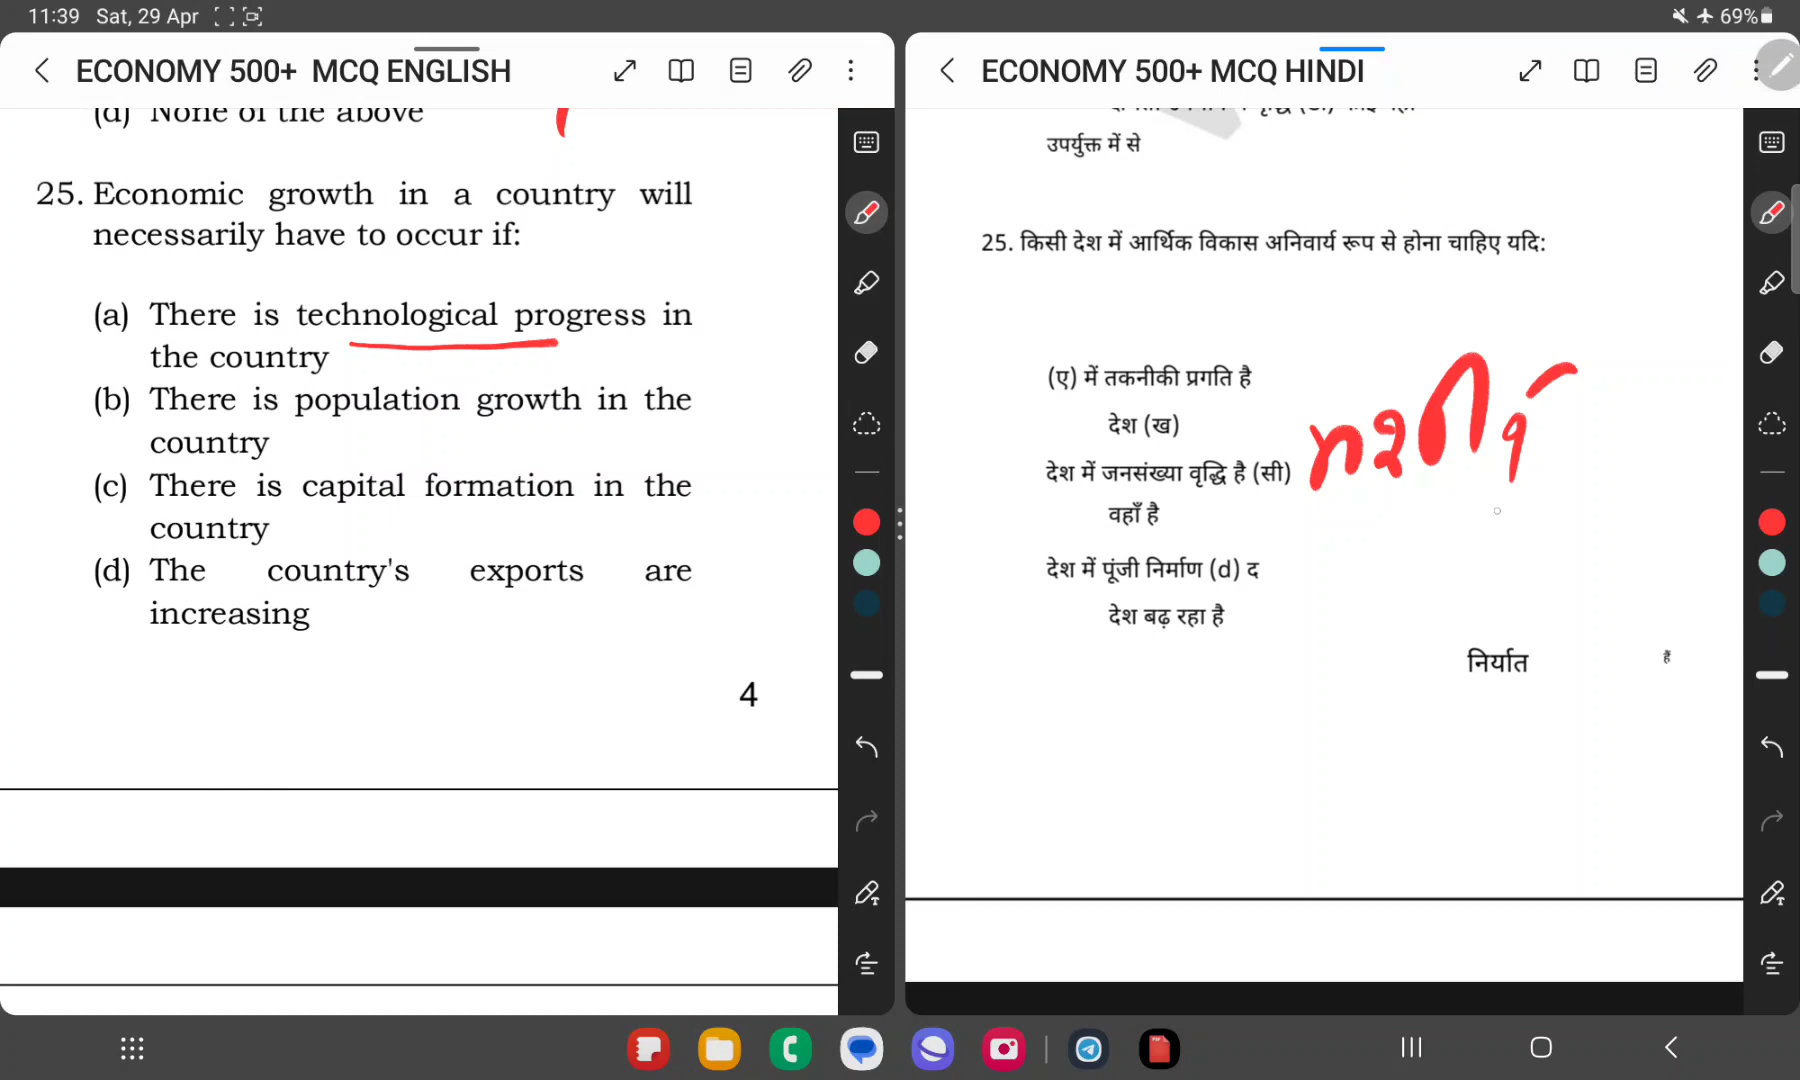 11:39 Sat, 29 Apr
69%
ECONOMY 500+ MCQ ENGLISH
(d) None of the above
25. Economic growth in a country will
necessarily have to occur if:
(a) There is technological progress in
the country
(b) There is population growth in the
country
(c) There is capital formation in the
country
(d) The country's exports are
increasing
4
ECONOMY 500+ MCQ HINDI
उपर्युक्त में से
25. किसी देश में आर्थिक विकास अनिवार्य रूप से होना चाहिए यदि:
(ए) में तकनीकी प्रगति है
देश (ख)
देश में जनसंख्या वृद्धि है (सी)
वहाँ है
देश में पूंजी निर्माण (d) द
देश बढ़ रहा है
निर्यात हैं